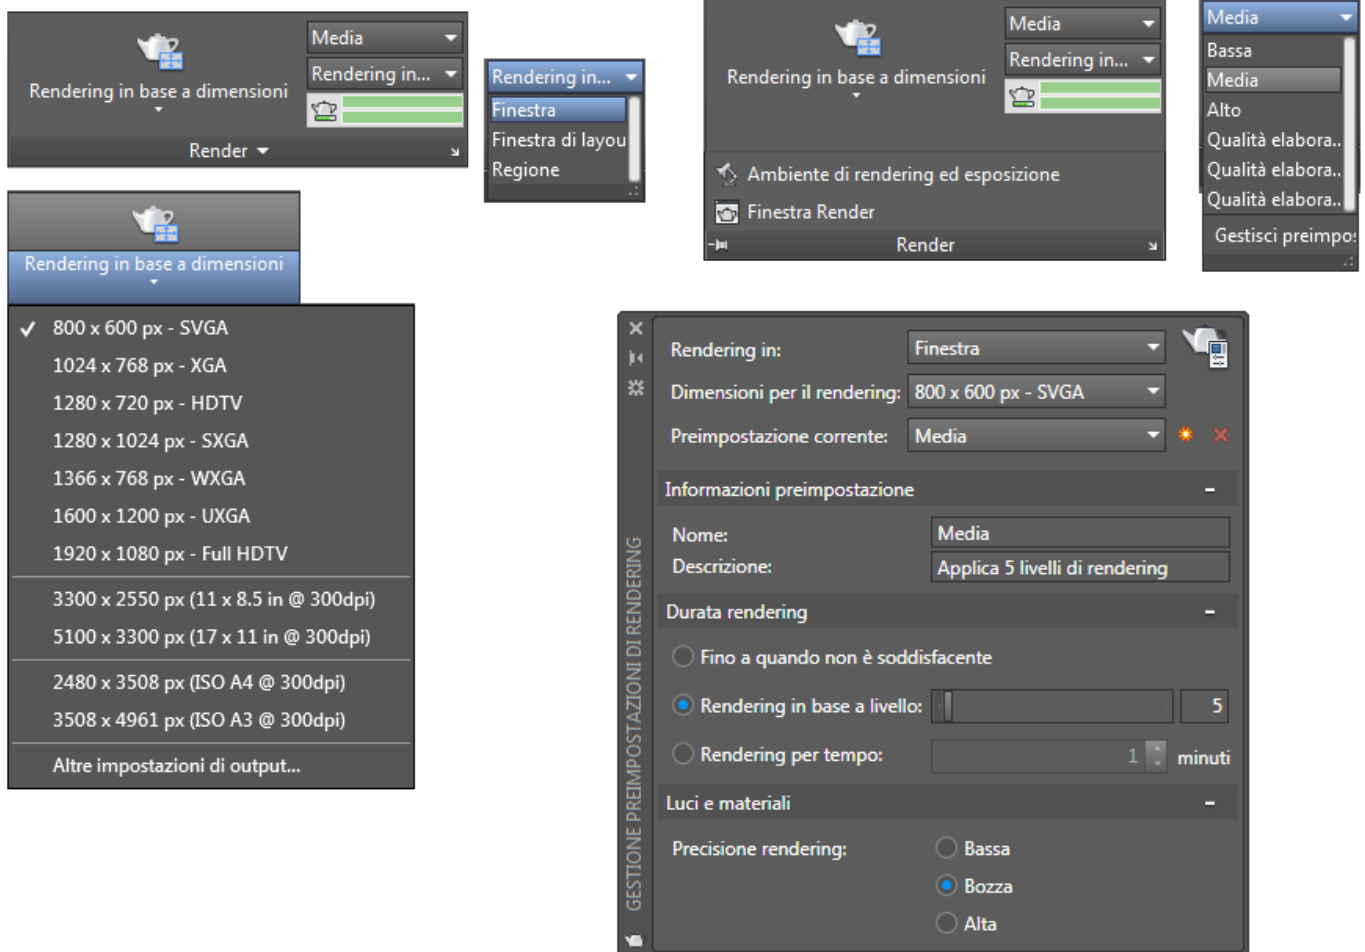 Media
Rendering in base a dimensioni
Rendering in...
Render
Rendering in...
Finestra
Finestra di layou
Regione
Media
Rendering in base a dimensioni
Rendering in...
Ambiente di rendering ed esposizione
Finestra Render
Render
Media
Bassa
Media
Alto
Qualità elabora..
Qualità elabora..
Qualità elabora..
Gestisci preimpo
Rendering in base a dimensioni
800 x 600 px - SVGA
1024 x 768 px - XGA
1280 x 720 px - HDTV
1280 x 1024 px - SXGA
1366 x 768 px - WXGA
1600 x 1200 px - UXGA
1920 x 1080 px - Full HDTV
3300 x 2550 px (11 x 8.5 in @ 300dpi)
5100 x 3300 px (17 x 11 in @ 300dpi)
2480 x 3508 px (ISO A4 @ 300dpi)
3508 x 4961 px (ISO A3 @ 300dpi)
Altre impostazioni di output...
GESTIONE PREIMPOSTAZIONI DI RENDERING
Rendering in: Finestra
Dimensioni per il rendering: 800 x 600 px - SVGA
Preimpostazione corrente: Media
Informazioni preimpostazione
Nome: Media
Descrizione: Applica 5 livelli di rendering
Durata rendering
Fino a quando non è soddisfacente
Rendering in base a livello: 5
Rendering per tempo: 1 minuti
Luci e materiali
Precisione rendering: Bassa
Bozza
Alta